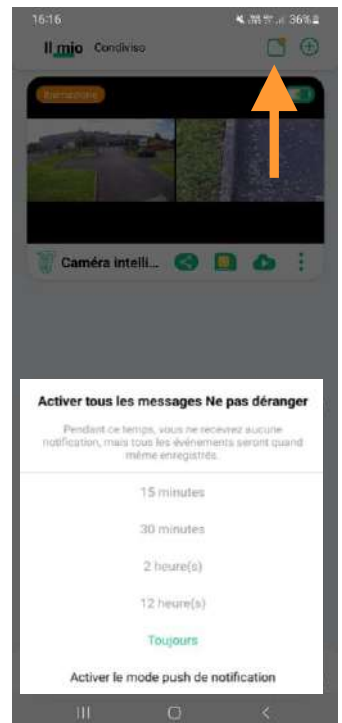 16:16
36%
Il mio Condiviso
Caméra intelli...
Activer tous les messages Ne pas déranger
Pendant ce temps, vous ne recevrez aucune
notification, mais tous les événements seront quand
même enregistrés.
15 minutes
30 minutes
2 heure(s)
12 heure(s)
Toujours
Activer le mode push de notification